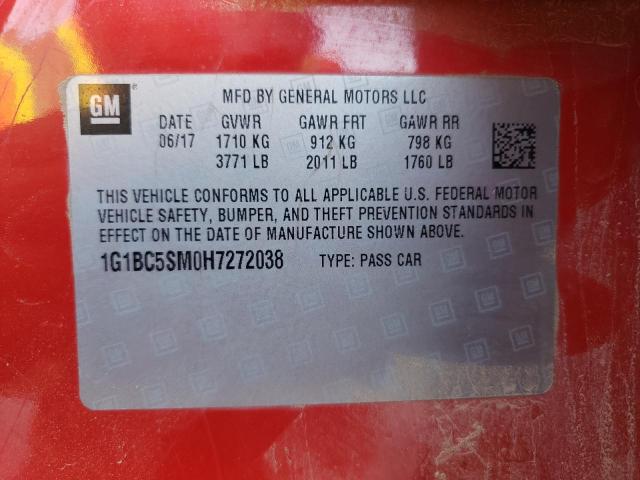 GM
MFD BY GENERAL MOTORS LLC
DATE GVWR GAWR FRT GAWR RR
06/17 1710 KG 912 KG 798 KG
3771 LB 2011 LB 1760 LB
THIS VEHICLE CONFORMS TO ALL APPLICABLE U.S. FEDERAL MOTOR
VEHICLE SAFETY, BUMPER, AND THEFT PREVENTION STANDARDS IN
EFFECT ON THE DATE OF MANUFACTURE SHOWN ABOVE.
1G1BC5SM0H7272038 TYPE: PASS CAR